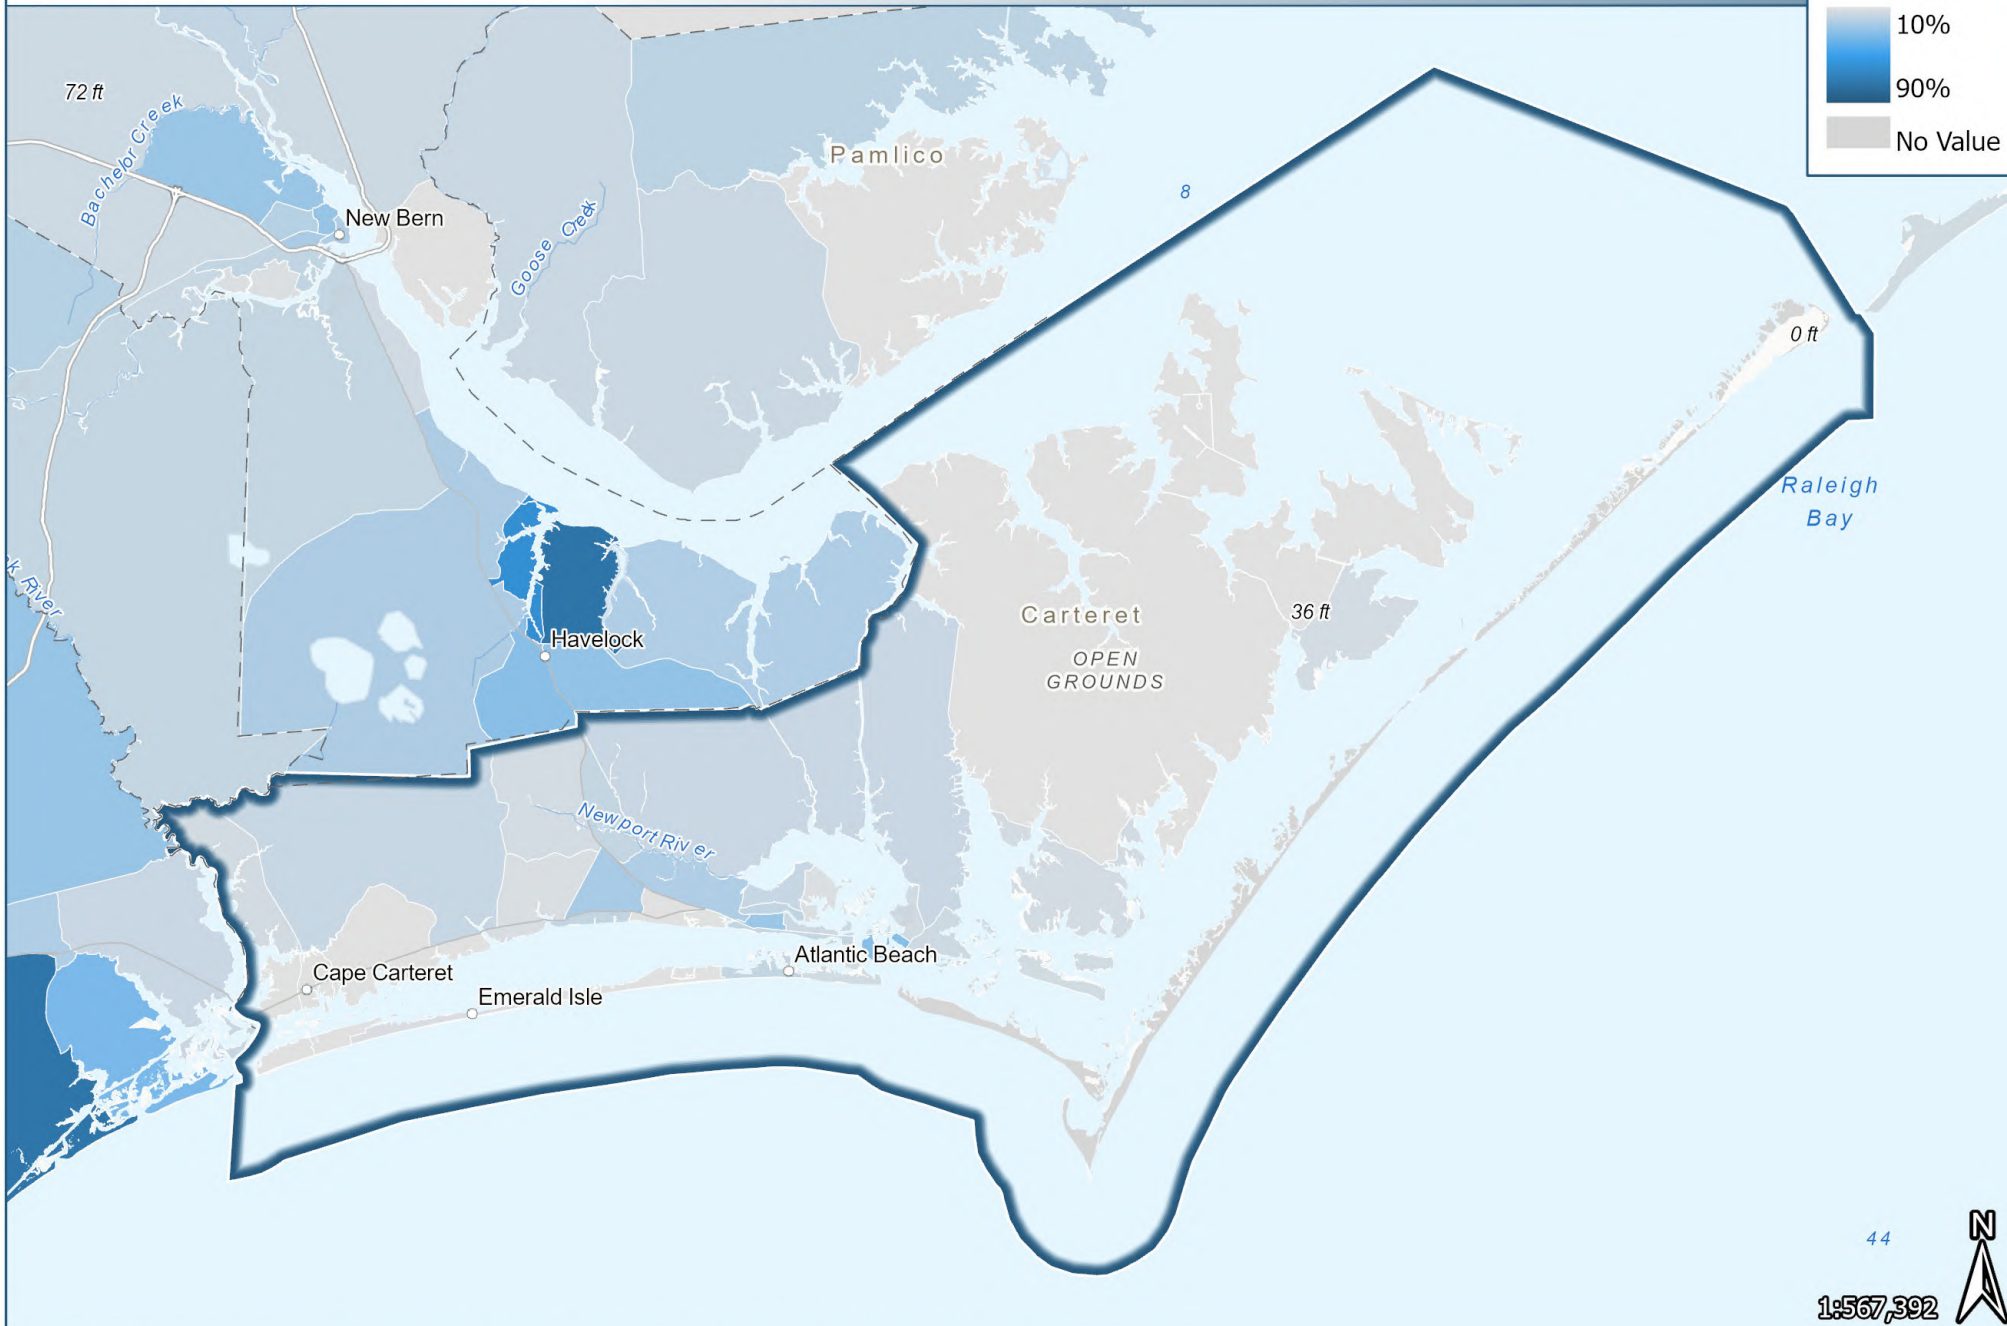 10%
90%
No Value
72 ft
Bachelor Creek
Pamlico
8
New Bern
Goose Creek
0 ft
Raleigh
Bay
k River
Havelock
Carteret
36 ft
OPEN
GROUNDS
Newport River
Atlantic Beach
Cape Carteret
Emerald Isle
44
N
1:567,392